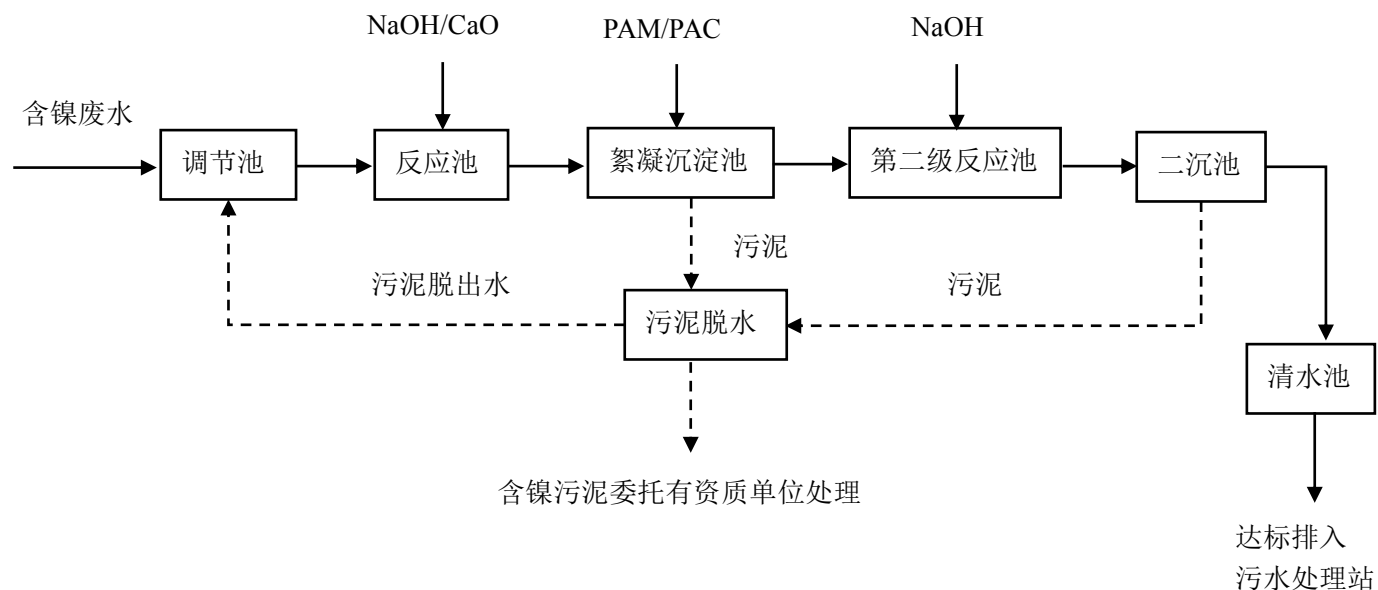 NaOH/CaO
PAM/PAC
NaOH
含镍废水
调节池
反应池
絮凝沉淀池
第二级反应池
二沉池
污泥
污泥脱出水
污泥
污泥脱水
清水池
含镍污泥委托有资质单位处理
达标排入
污水处理站